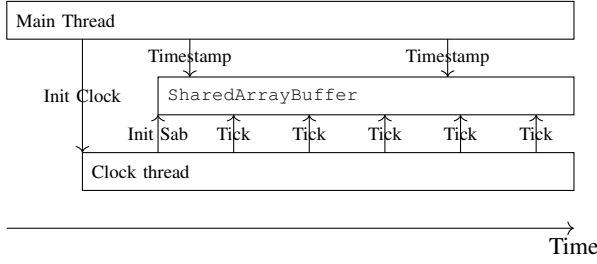 Main Thread
Timestamp Timestamp
Init Clock SharedArrayBuffer
Init Sab Tick Tick Tick Tick Tick
Clock thread
Time